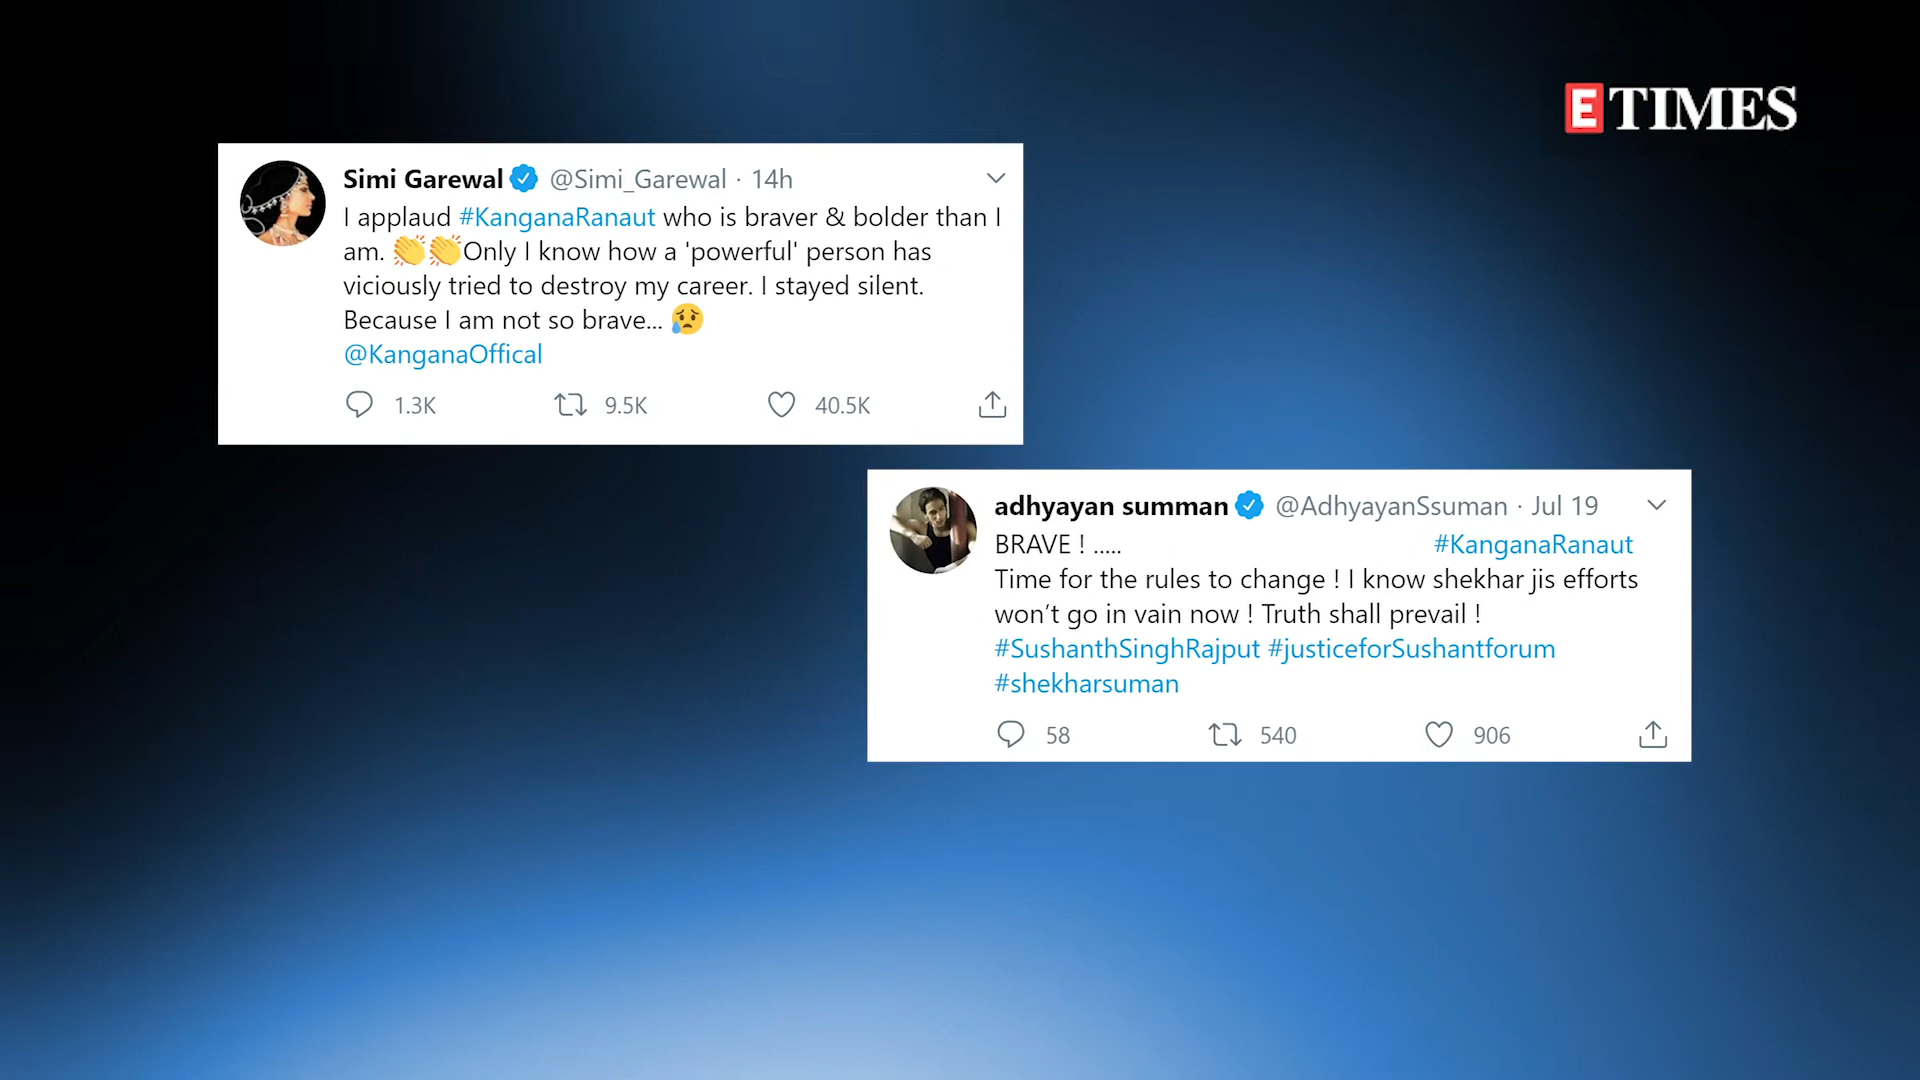 E TIMES
Simi Garewal @Simi_Garewal · 14h
I applaud #KanganaRanaut who is braver & bolder than I
am. 👏👏Only I know how a 'powerful' person has
viciously tried to destroy my career. I stayed silent.
Because I am not so brave... 😥
@KanganaOffical
1.3K 9.5K 40.5K
adhyayan summan @AdhyayanSsuman · Jul 19
BRAVE ! ..... #KanganaRanaut
Time for the rules to change ! I know shekhar jis efforts
won’t go in vain now ! Truth shall prevail !
#SushanthSinghRajput #justiceforSushantforum
#shekharsuman
58 540 906